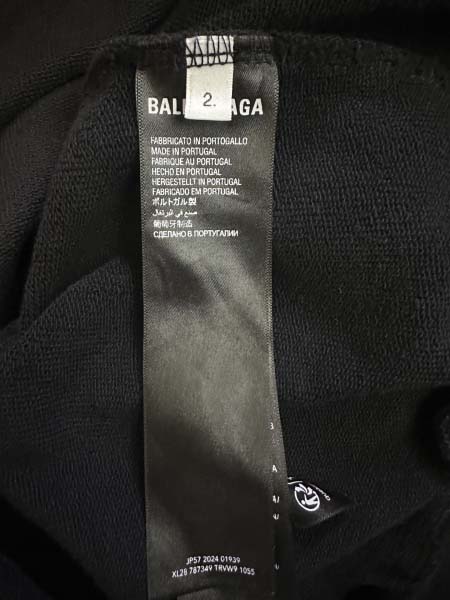 2.
FABBRICATO IN PORTOGALLO
MADE IN PORTUGAL
FABRIQUE AU PORTUGAL
HECHO EN PORTUGAL
HERGESTELLT IN PORTUGAL
FABRICADO EM PORTUGAL
ポルトガル製
صنع في البرتغال
葡萄牙制造
СДЕЛАНО В ПОРТУГАЛИИ
JP57 2024 01939
XL28 787349 TRVW9 1055